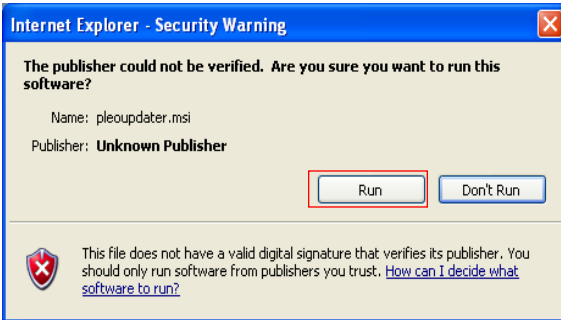 Internet Explorer - Security Warning
The publisher could not be verified.  Are you sure you want to run this
software?
Name: pleoupdater.msi
Publisher: Unknown Publisher
Run Don't Run
This file does not have a valid digital signature that verifies its publisher. You
should only run software from publishers you trust. How can I decide what
software to run?